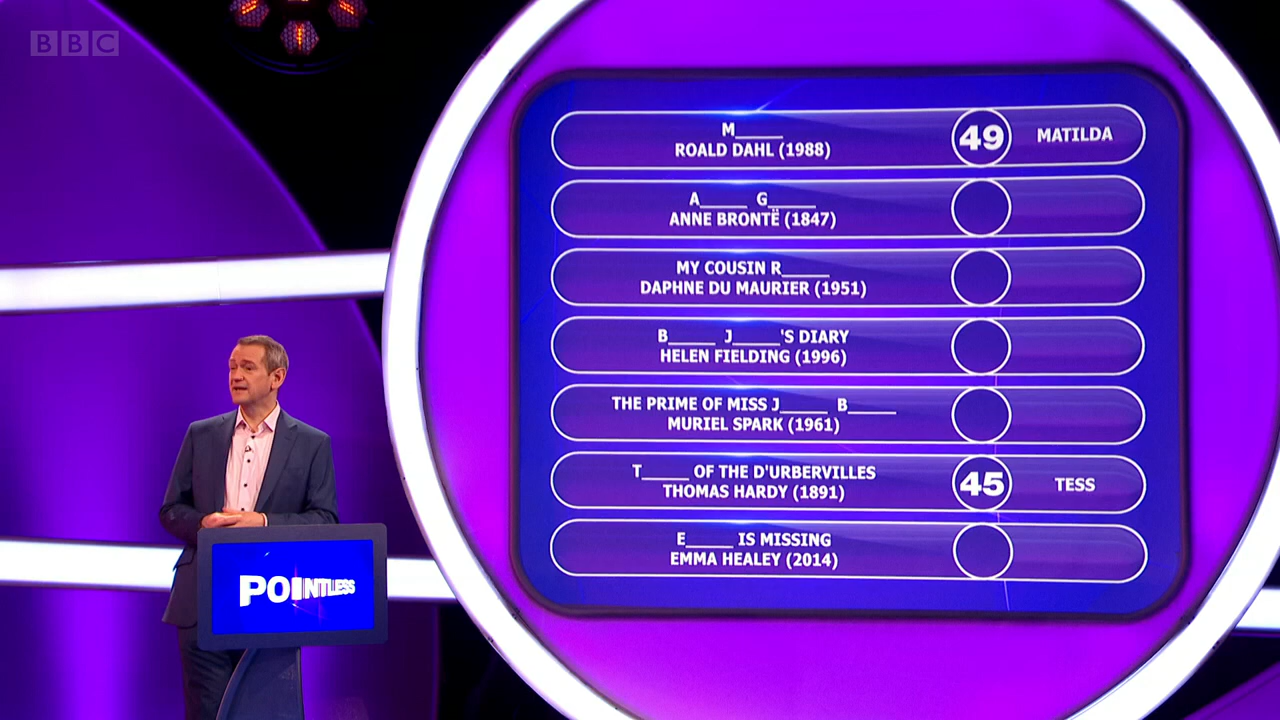 BBC
M_____
ROALD DAHL (1988)
49
MATILDA
A_____ G_____
ANNE BRONTË (1847)
MY COUSIN R_____
DAPHNE DU MAURIER (1951)
B_____ J_____'S DIARY
HELEN FIELDING (1996)
THE PRIME OF MISS J_____ B_____
MURIEL SPARK (1961)
T_____ OF THE D'URBERVILLES
THOMAS HARDY (1891)
45
TESS
E_____ IS MISSING
EMMA HEALEY (2014)
POINTLESS